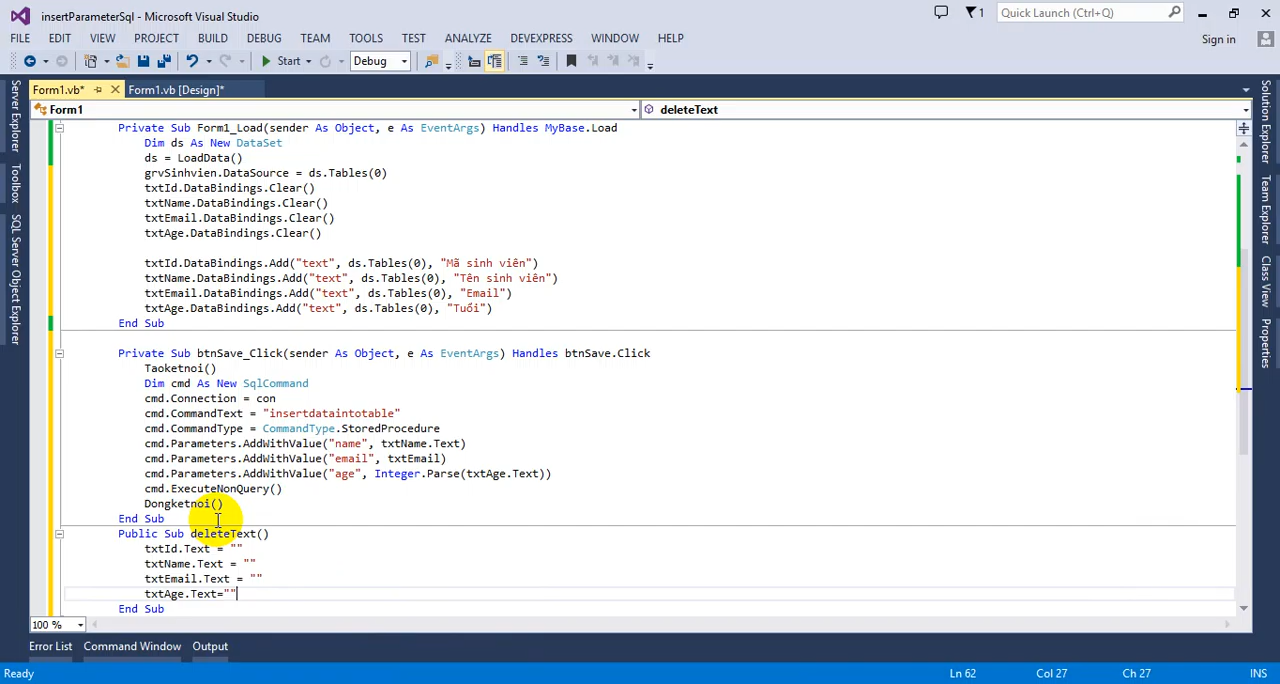 insertParameterSql - Microsoft Visual Studio
1
Quick Launch (Ctrl+Q)
FILE EDIT VIEW PROJECT BUILD DEBUG TEAM TOOLS TEST ANALYZE DEVEXPRESS WINDOW HELP
Sign in
Start
Debug
Form1.vb*
Form1.vb [Design]*
Form1
deleteText
Private Sub Form1_Load(sender As Object, e As EventArgs) Handles MyBase.Load
Dim ds As New DataSet
ds = LoadData()
grvSinhvien.DataSource = ds.Tables(0)
txtId.DataBindings.Clear()
txtName.DataBindings.Clear()
txtEmail.DataBindings.Clear()
txtAge.DataBindings.Clear()
txtId.DataBindings.Add("text", ds.Tables(0), "Mã sinh viên")
txtName.DataBindings.Add("text", ds.Tables(0), "Tên sinh viên")
txtEmail.DataBindings.Add("text", ds.Tables(0), "Email")
txtAge.DataBindings.Add("text", ds.Tables(0), "Tuổi")
End Sub
Private Sub btnSave_Click(sender As Object, e As EventArgs) Handles btnSave.Click
Taoketnoi()
Dim cmd As New SqlCommand
cmd.Connection = con
cmd.CommandText = "insertdataintotable"
cmd.CommandType = CommandType.StoredProcedure
cmd.Parameters.AddWithValue("name", txtName.Text)
cmd.Parameters.AddWithValue("email", txtEmail)
cmd.Parameters.AddWithValue("age", Integer.Parse(txtAge.Text))
cmd.ExecuteNonQuery()
Dongketnoi()
End Sub
Public Sub deleteText()
txtId.Text = ""
txtName.Text = ""
txtEmail.Text = ""
txtAge.Text=""
End Sub
100 %
Server Explorer
Toolbox
SQL Server Object Explorer
Solution Explorer
Team Explorer
Class View
Properties
Error List Command Window Output
Ready
Ln 62
Col 27
Ch 27
INS